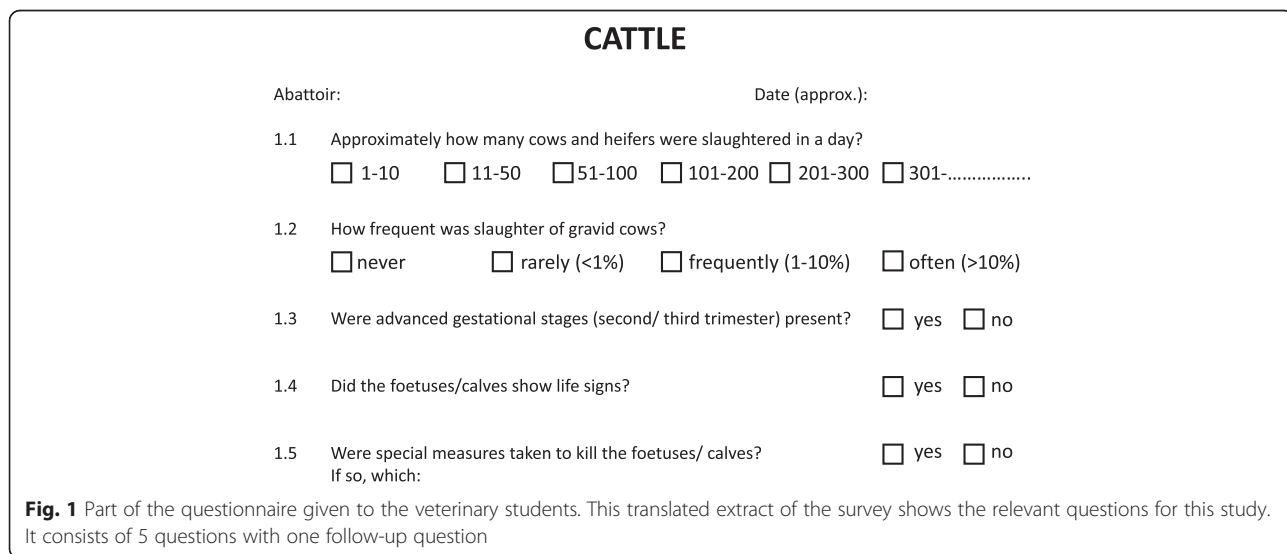 CATTLE
Abattoir: Date (approx.):
1.1 Approximately how many cows and heifers were slaughtered in a day?
1-10 11-50 51-100 101-200 201-300 301-................
1.2 How frequent was slaughter of gravid cows?
never rarely (<1%) frequently (1-10%) often (>10%)
1.3 Were advanced gestational stages (second/ third trimester) present? yes no
1.4 Did the foetuses/calves show life signs? yes no
1.5 Were special measures taken to kill the foetuses/ calves? yes no
If so, which:
Fig. 1 Part of the questionnaire given to the veterinary students. This translated extract of the survey shows the relevant questions for this study.
It consists of 5 questions with one follow-up question